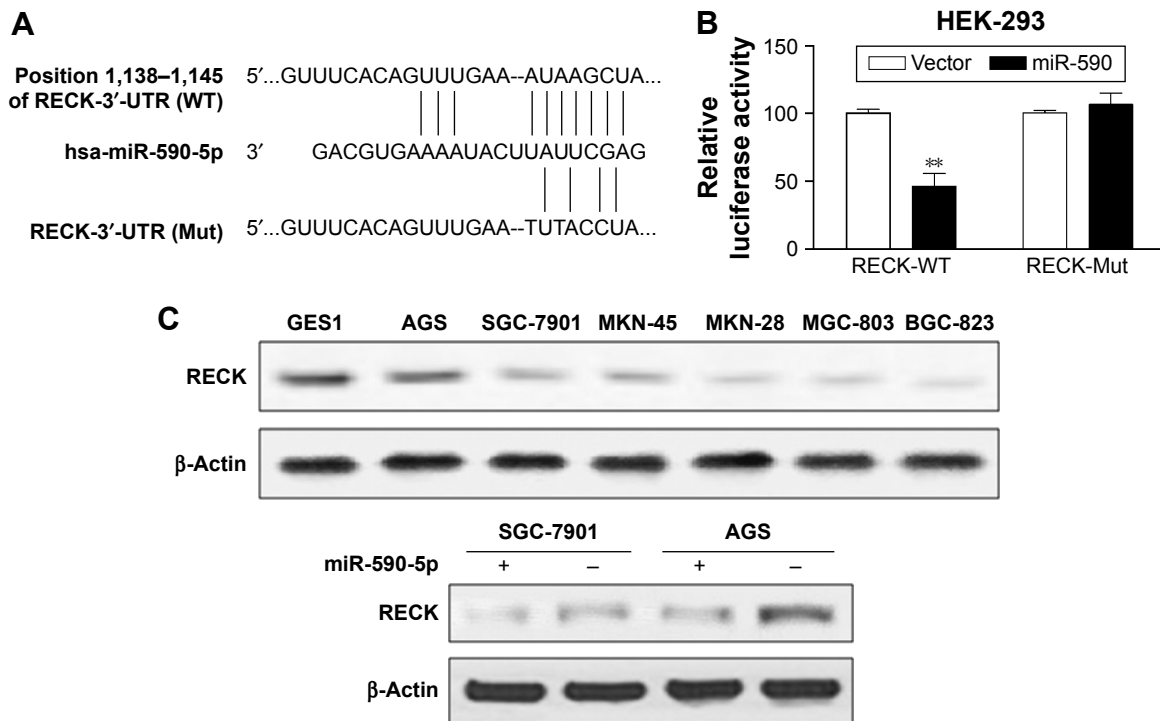 A
Position 1,138–1,145
of RECK-3′-UTR (WT)
5′...GUUUCACAGUUUGAA--AUAAGCUA...
hsa-miR-590-5p
3′ GACGUGAAAAUACUUAUUCGAG
RECK-3′-UTR (Mut)
5′...GUUUCACAGUUUGAA--TUTACCUA...
B
HEK-293
Relative
luciferase activity
150
100
50
0
Vector miR-590
**
RECK-WT RECK-Mut
C
GES1 AGS SGC-7901 MKN-45 MKN-28 MGC-803 BGC-823
RECK
β-Actin
SGC-7901 AGS
miR-590-5p + – + –
RECK
β-Actin